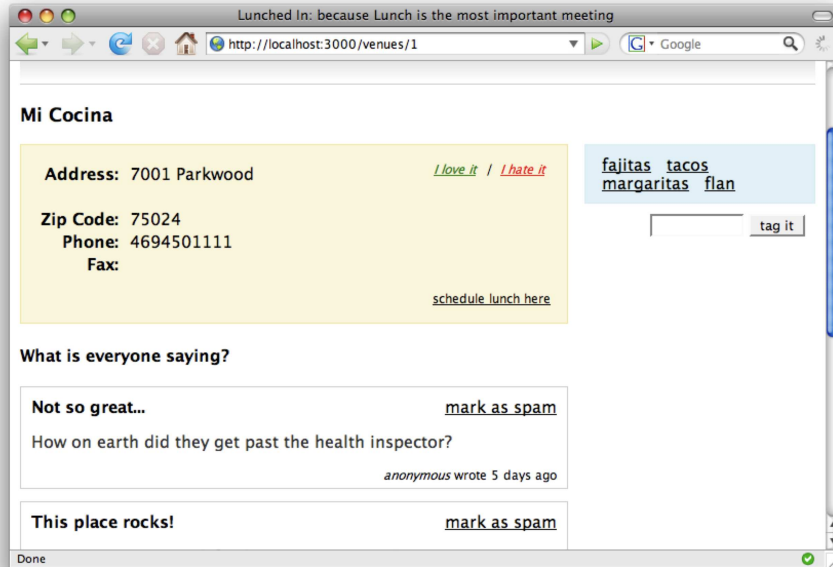 Lunched In: because Lunch is the most important meeting
http://localhost:3000/venues/1
G Google
Mi Cocina
I love it / I hate it
Address: 7001 Parkwood
Zip Code: 75024
Phone: 4694501111
Fax:
schedule lunch here
fajitas tacos
margaritas flan
tag it
What is everyone saying?
Not so great... mark as spam
How on earth did they get past the health inspector?
anonymous wrote 5 days ago
This place rocks! mark as spam
Done